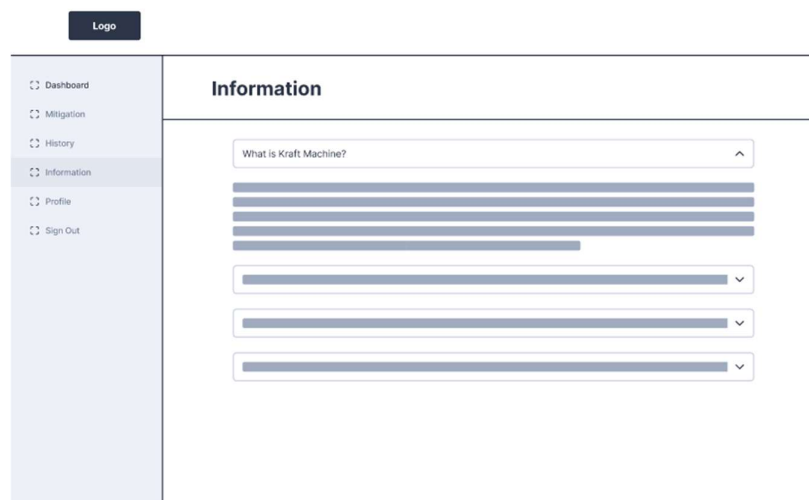 Logo
Dashboard
Mitigation
History
Information
Profile
Sign Out
Information
What is Kraft Machine?